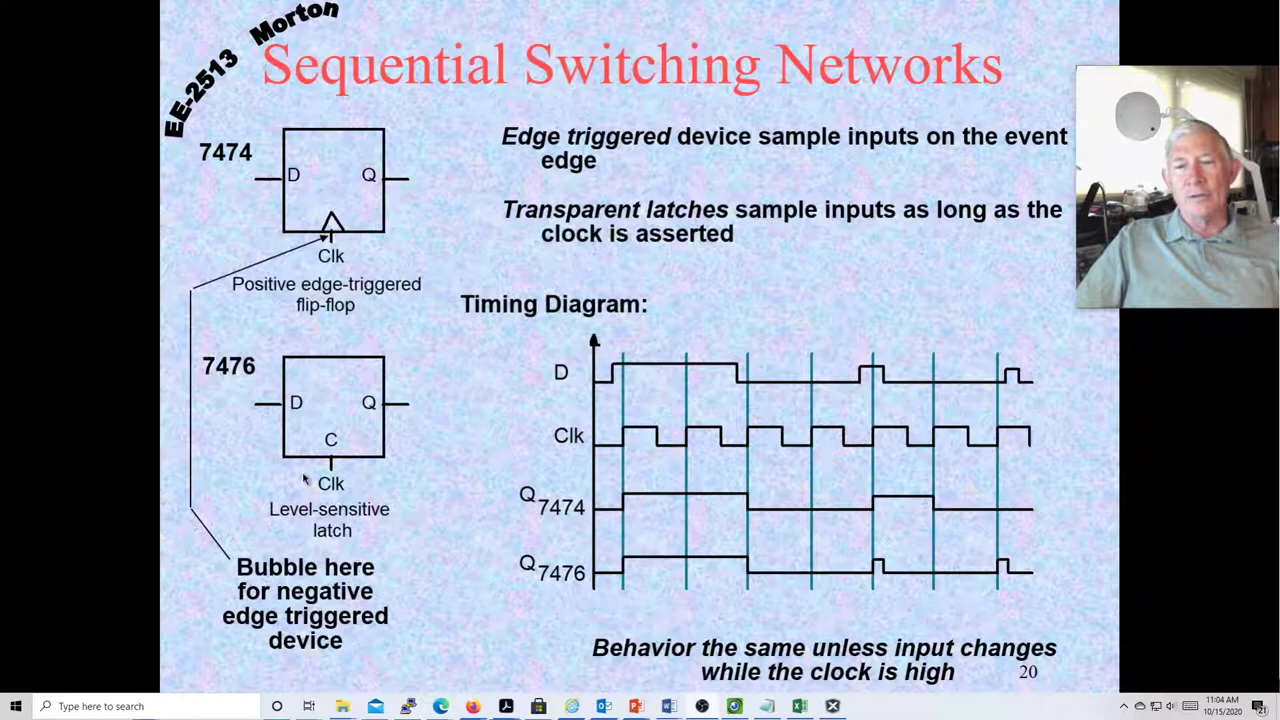 EE-2513 Morton
Sequential Switching Networks
7474
D Q
Clk
Positive edge-triggered
flip-flop
7476
D Q
C
Clk
Level-sensitive
latch
Bubble here
for negative
edge triggered
device
Edge triggered device sample inputs on the event
edge
Transparent latches sample inputs as long as the
clock is asserted
Timing Diagram:
D
Clk
Q 7474
Q 7476
Behavior the same unless input changes
while the clock is high
20
Type here to search
11:04 AM
10/15/2020
21